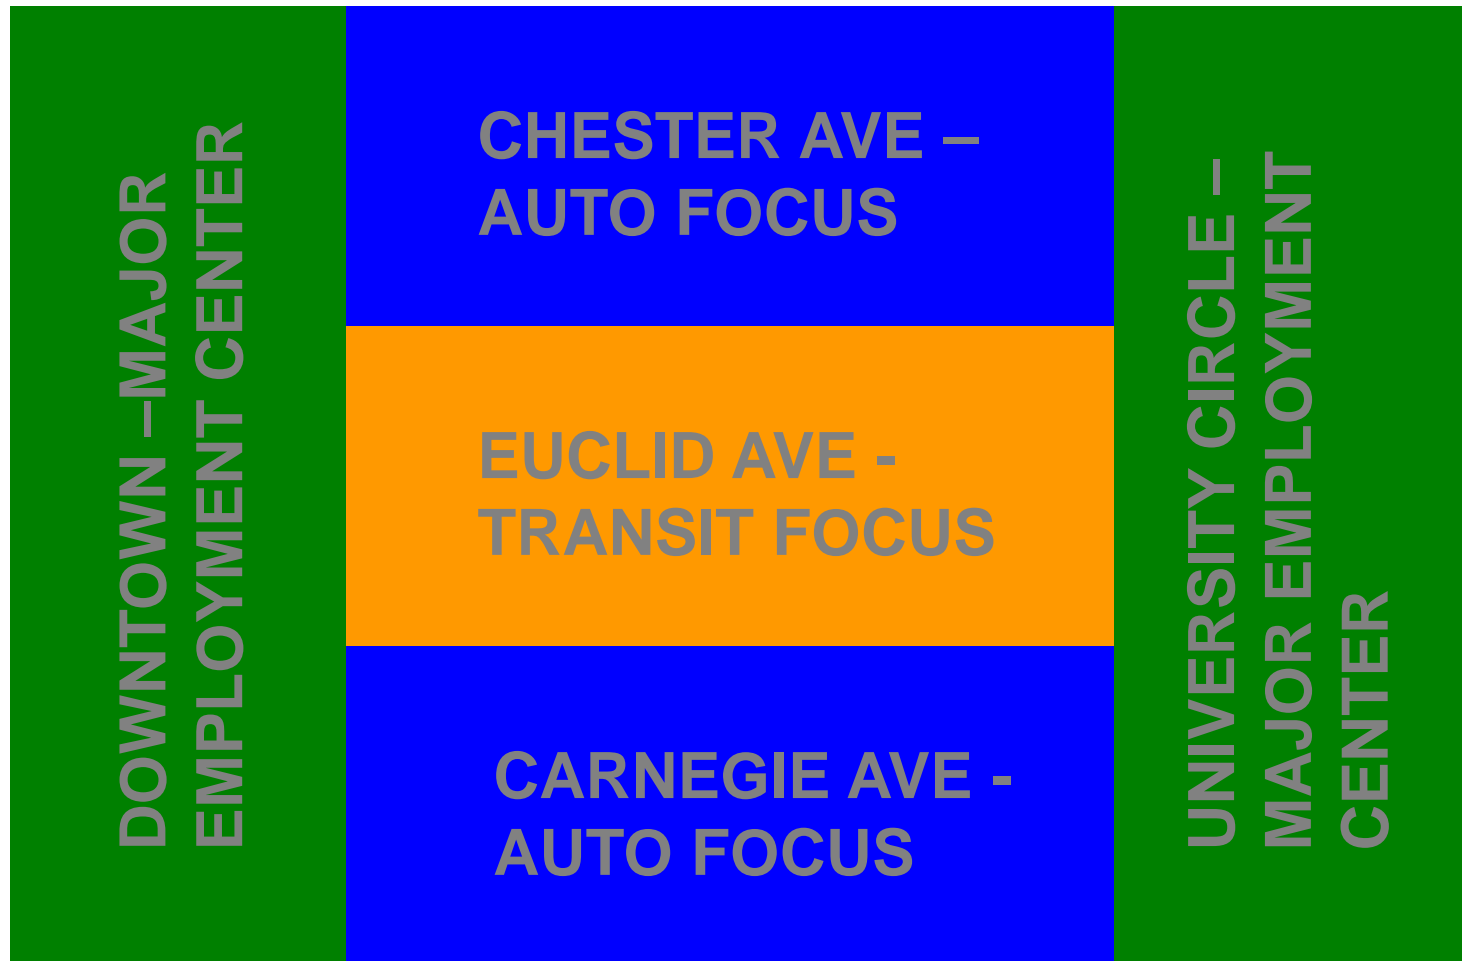 DOWNTOWN –MAJOR
EMPLOYMENT CENTER
CHESTER AVE –
AUTO FOCUS
EUCLID AVE -
TRANSIT FOCUS
CARNEGIE AVE -
AUTO FOCUS
UNIVERSITY CIRCLE –
MAJOR EMPLOYMENT
CENTER